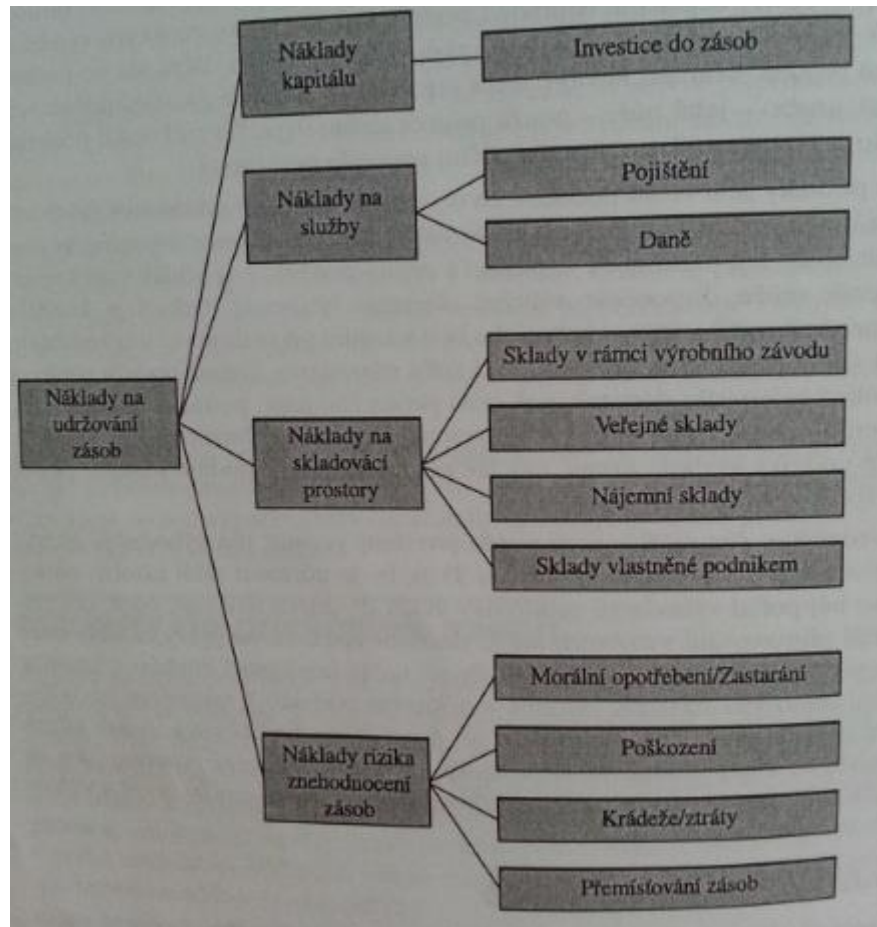 Náklady
kapitálu
Investice do zásob
Náklady na
služby
Pojištění
Daně
Náklady na
udržování
zásob
Náklady na
skladovácí
prostory
Sklady v rámci výrobního závodu
Veřejné sklady
Nájemní sklady
Sklady vlastněné podnikem
Náklady rizika
znehodnocení
zásob
Morální opotřebení/Zastarání
Poškození
Krádeže/ztráty
Přemísťování zásob